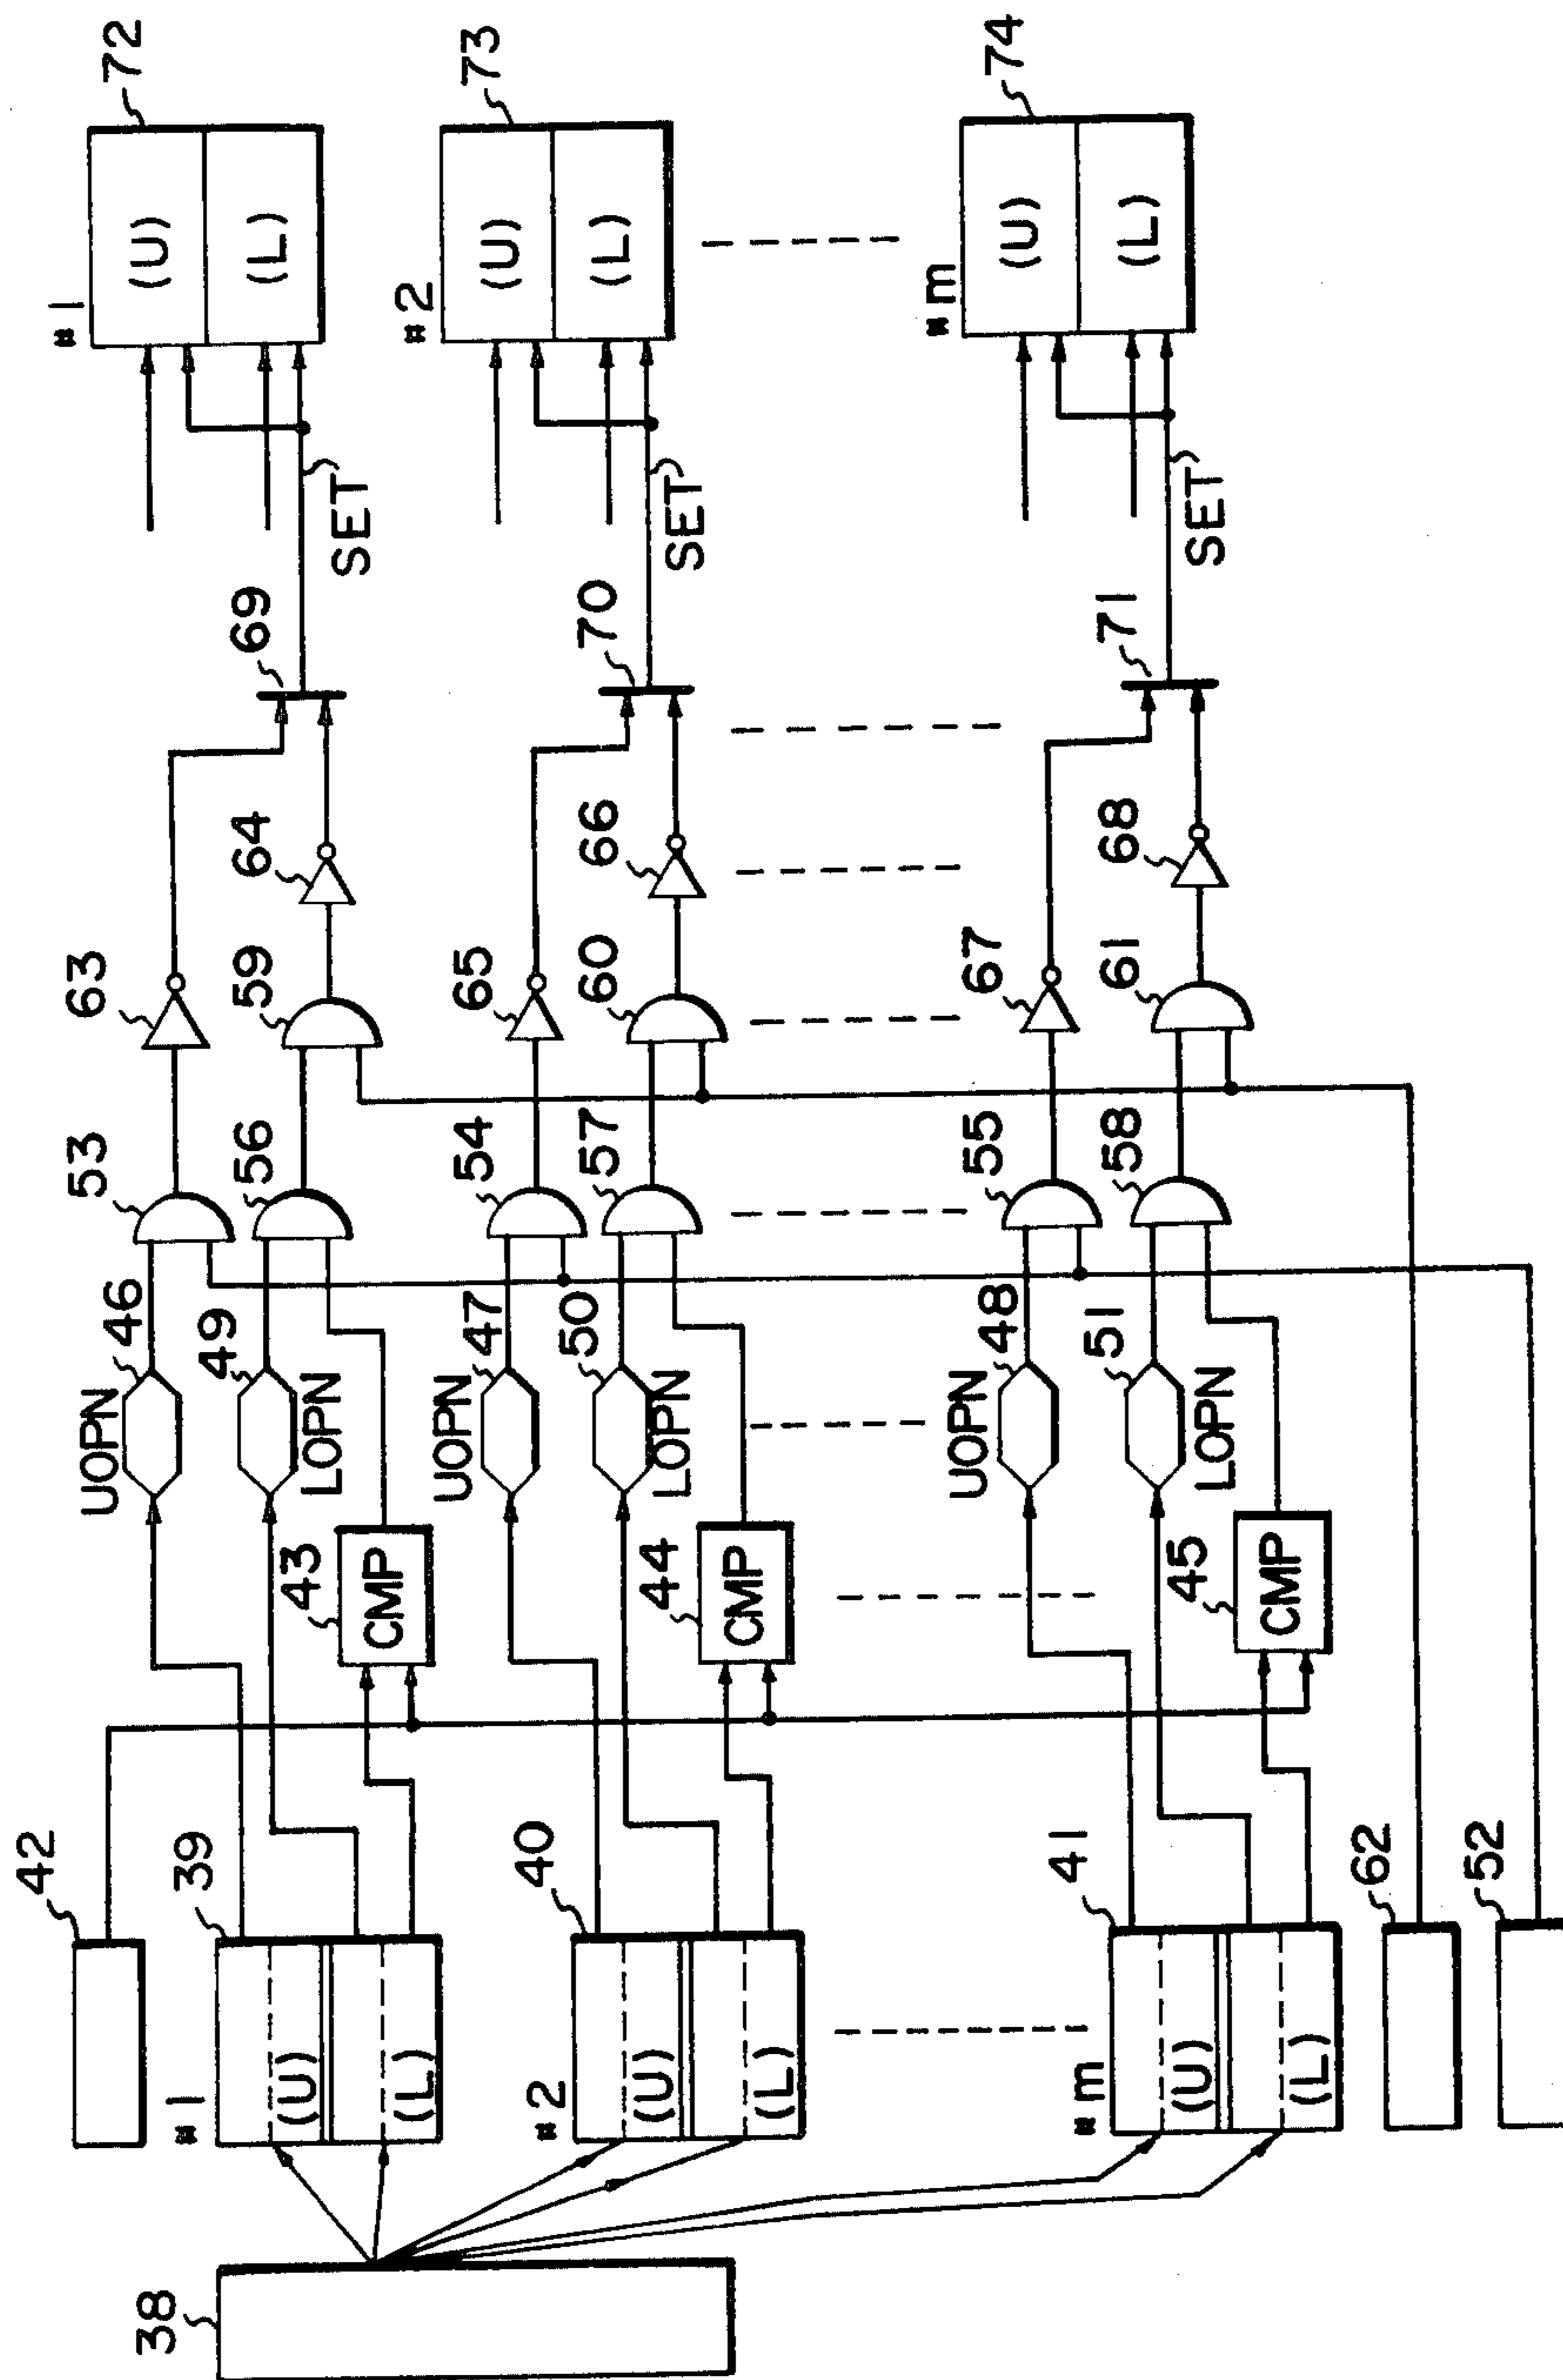 38
42
39
#1
(U)
(L)
40
#2
(U)
(L)
41
#m
(U)
(L)
62
52
43
CMP
44
CMP
45
CMP
UOPN
46
49
LOPN
UOPN
47
50
LOPN
UOPN
48
51
LOPN
53
56
54
57
55
58
63
59
65
60
67
61
64
66
68
69
70
71
SET
SET
SET
#1
(U)
(L)
72
#2
(U)
(L)
73
#m
(U)
(L)
74